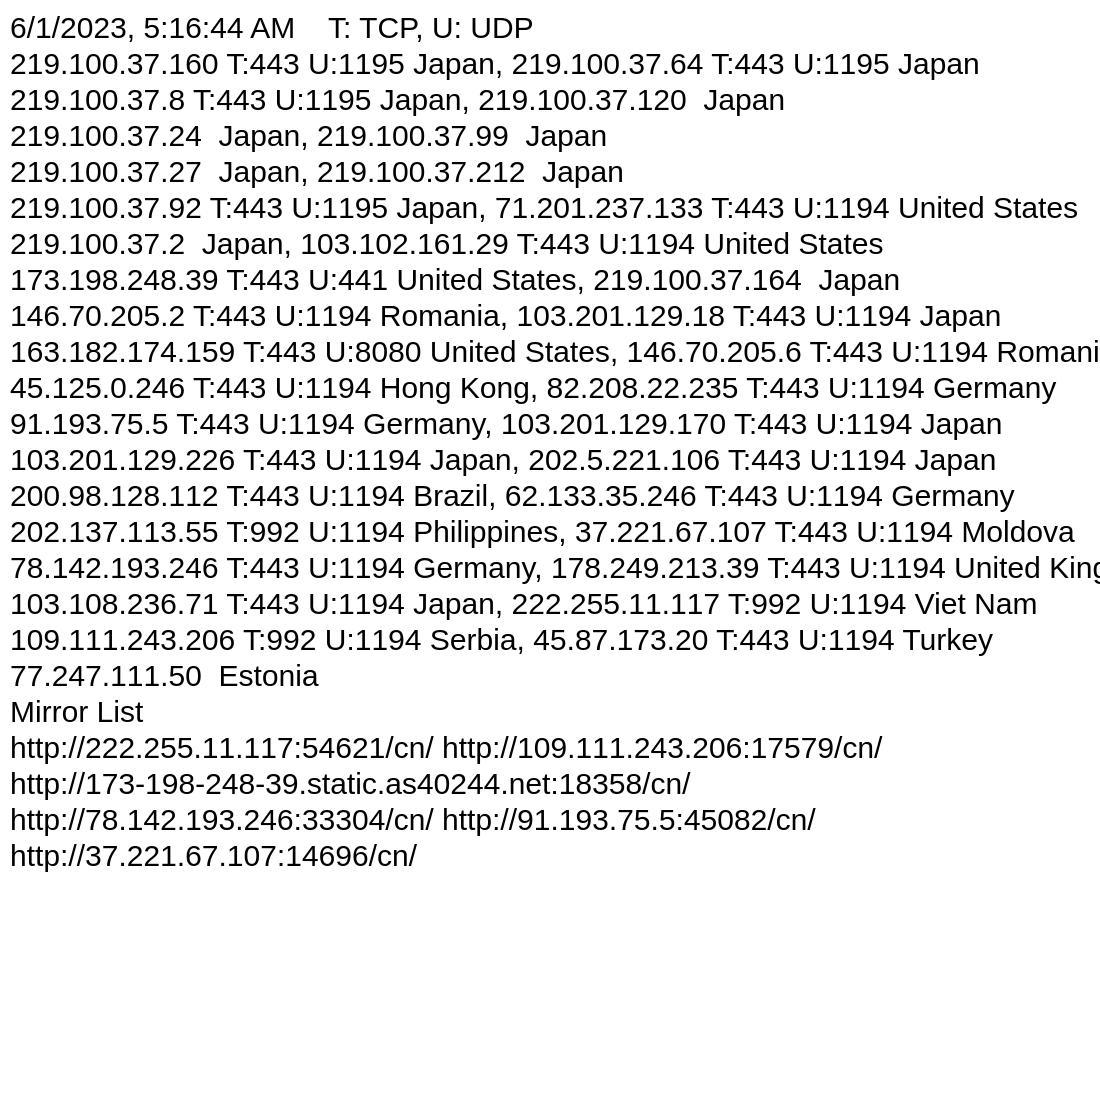 6/1/2023, 5:16:44 AM    T: TCP, U: UDP
219.100.37.160 T:443 U:1195 Japan, 219.100.37.64 T:443 U:1195 Japan
219.100.37.8 T:443 U:1195 Japan, 219.100.37.120  Japan
219.100.37.24  Japan, 219.100.37.99  Japan
219.100.37.27  Japan, 219.100.37.212  Japan
219.100.37.92 T:443 U:1195 Japan, 71.201.237.133 T:443 U:1194 United States
219.100.37.2  Japan, 103.102.161.29 T:443 U:1194 United States
173.198.248.39 T:443 U:441 United States, 219.100.37.164  Japan
146.70.205.2 T:443 U:1194 Romania, 103.201.129.18 T:443 U:1194 Japan
163.182.174.159 T:443 U:8080 United States, 146.70.205.6 T:443 U:1194 Romani
45.125.0.246 T:443 U:1194 Hong Kong, 82.208.22.235 T:443 U:1194 Germany
91.193.75.5 T:443 U:1194 Germany, 103.201.129.170 T:443 U:1194 Japan
103.201.129.226 T:443 U:1194 Japan, 202.5.221.106 T:443 U:1194 Japan
200.98.128.112 T:443 U:1194 Brazil, 62.133.35.246 T:443 U:1194 Germany
202.137.113.55 T:992 U:1194 Philippines, 37.221.67.107 T:443 U:1194 Moldova
78.142.193.246 T:443 U:1194 Germany, 178.249.213.39 T:443 U:1194 United King
103.108.236.71 T:443 U:1194 Japan, 222.255.11.117 T:992 U:1194 Viet Nam
109.111.243.206 T:992 U:1194 Serbia, 45.87.173.20 T:443 U:1194 Turkey
77.247.111.50  Estonia
Mirror List
http://222.255.11.117:54621/cn/ http://109.111.243.206:17579/cn/
http://173-198-248-39.static.as40244.net:18358/cn/
http://78.142.193.246:33304/cn/ http://91.193.75.5:45082/cn/
http://37.221.67.107:14696/cn/